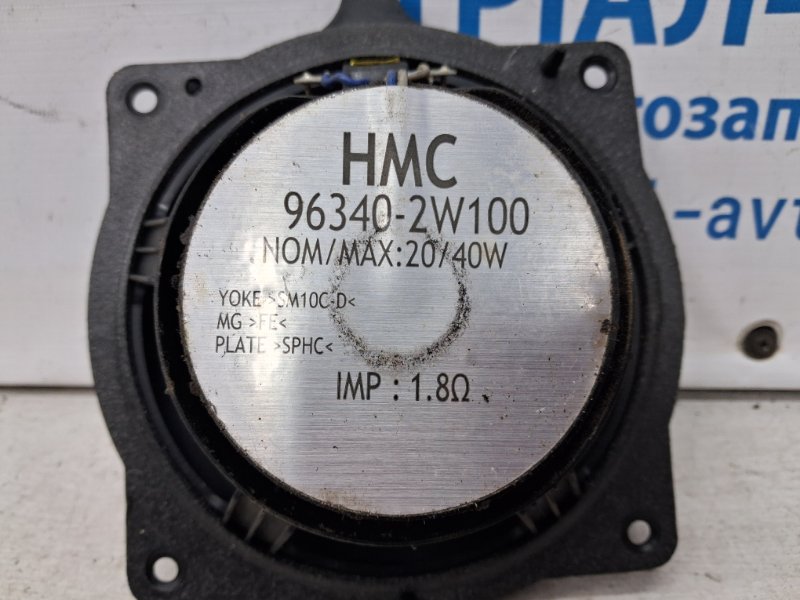 HMC
96340-2W100
NOM/MAX:20/40W
YOKE >SM10C-D<
MG >FE<
PLATE >SPHC<
IMP : 1.8Ω